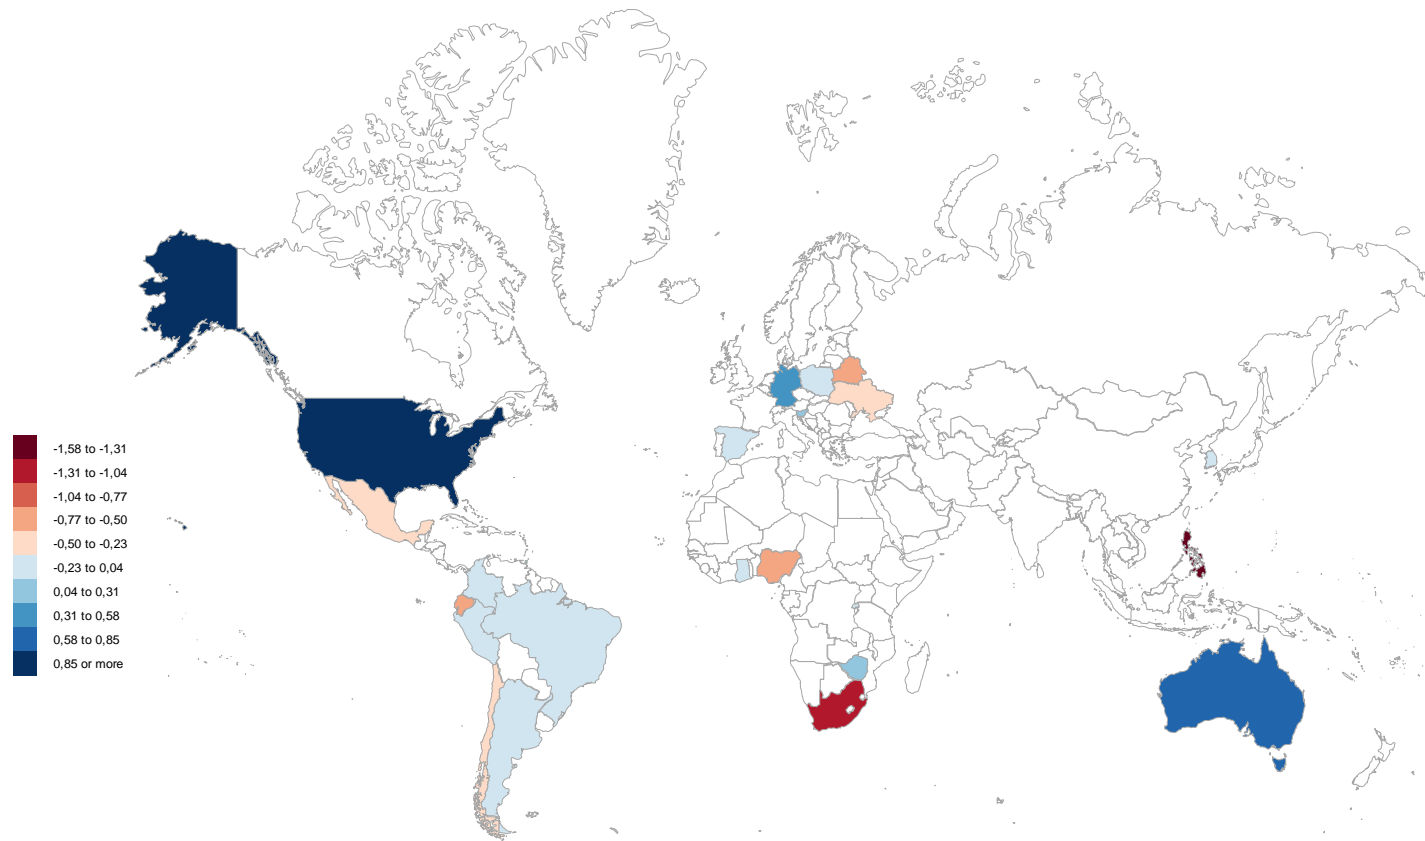 -1,58 to -1,31
-1,31 to -1,04
-1,04 to -0,77
-0,77 to -0,50
-0,50 to -0,23
-0,23 to 0,04
0,04 to 0,31
0,31 to 0,58
0,58 to 0,85
0,85 or more